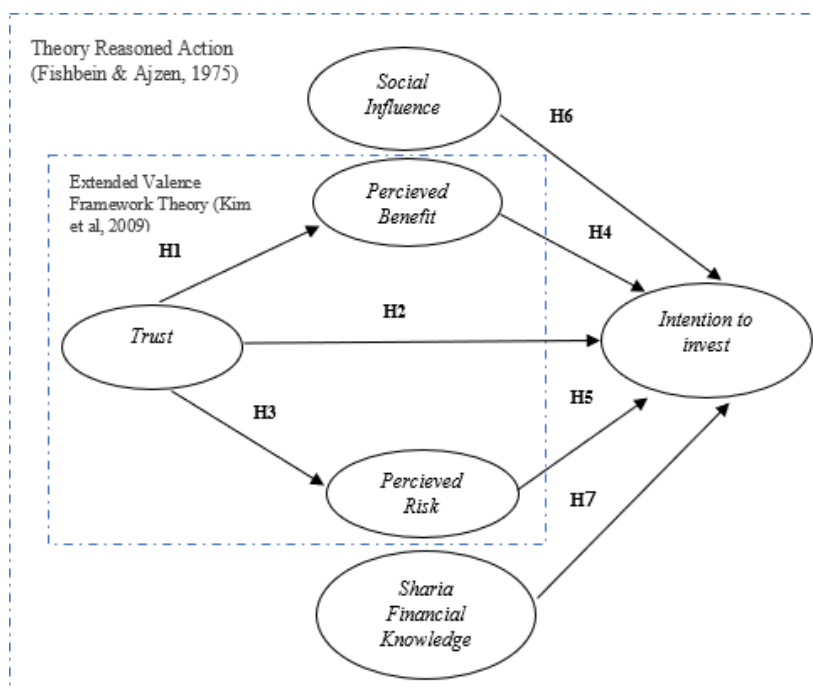 Theory Reasoned Action
(Fishbein & Ajzen, 1975)
Social
Influence
H6
Extended Valence
Framework Theory (Kim
et al, 2009)
Percieved
Benefit
H1
H4
Trust
H2
Intention to
invest
H3
H5
Percieved
Risk
H7
Sharia
Financial
Knowledge